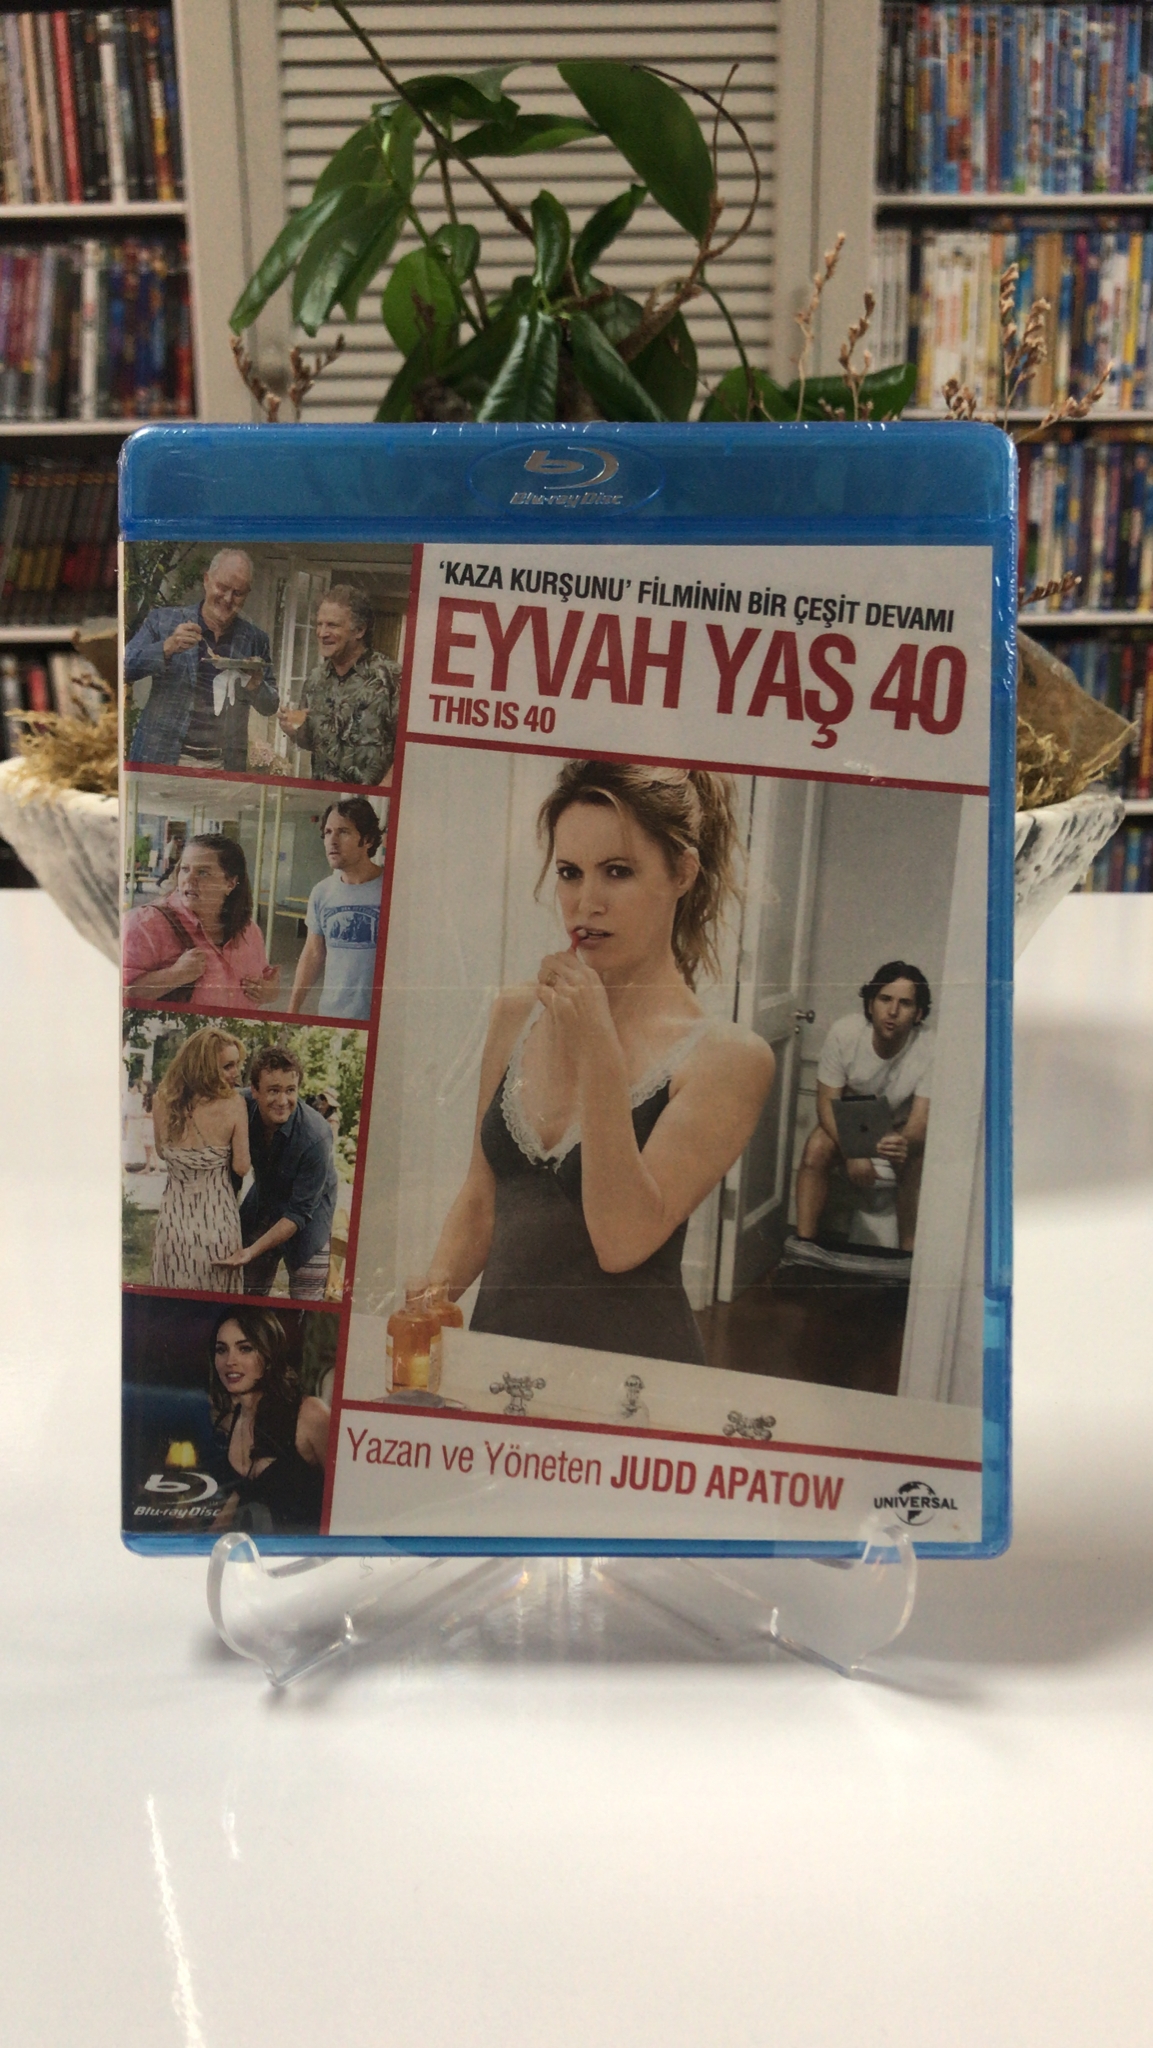 Blu-ray Disc
'KAZA KURŞUNU' FİLMİNİN BİR ÇEŞİT DEVAMI
EYVAH YAŞ 40
THIS IS 40
Yazan ve Yöneten JUDD APATOW
Blu-ray Disc
UNIVERSAL